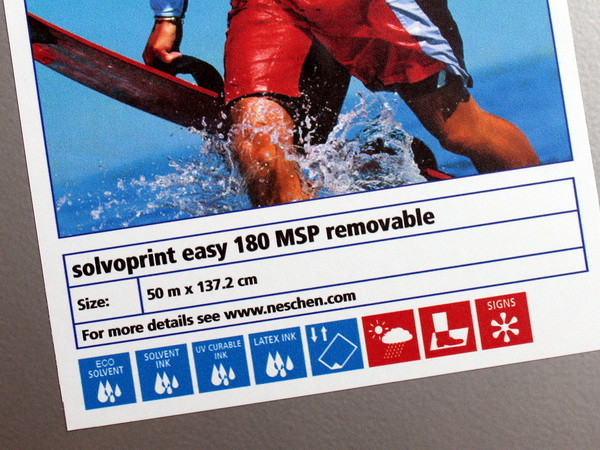 solvoprint easy 180 MSP removable
Size: 50 m x 137.2 cm
For more details see www.neschen.com
ECO SOLVENT
SOLVENT INK
UV CURABLE INK
LATEX INK
SIGNS